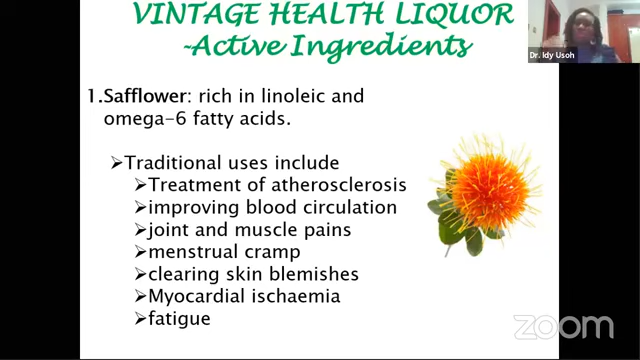 VINTAGE HEALTH LIQUOR
~Active Ingredients
Dr. Idy Usoh
1.Safflower: rich in linoleic and
omega-6 fatty acids.
➢Traditional uses include
➢Treatment of atherosclerosis
➢improving blood circulation
➢joint and muscle pains
➢menstrual cramp
➢clearing skin blemishes
➢Myocardial ischaemia
➢fatigue
zoom